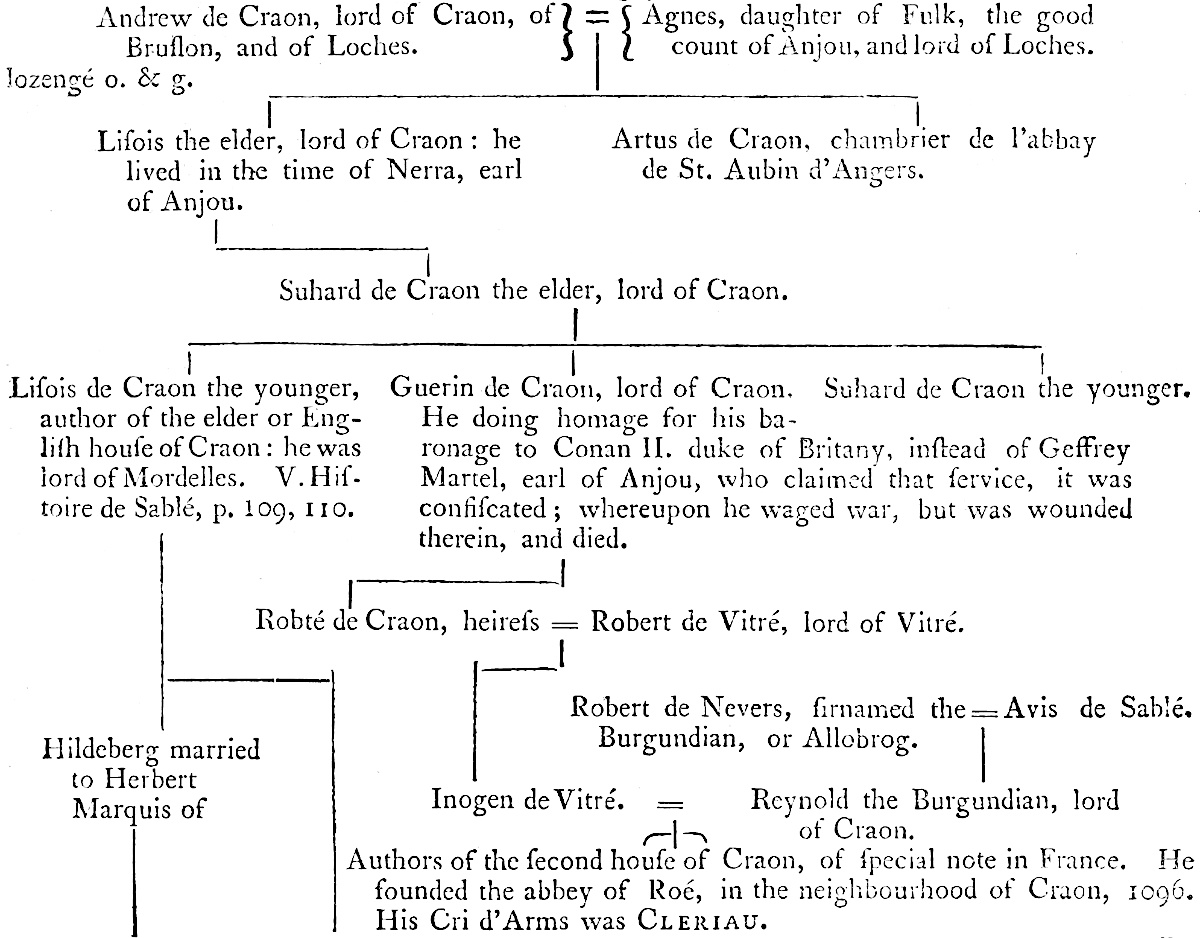 Andrew de Craon, lord of Craon, of } = { Agnes, daughter of Fulk, the good
Bruſlon, and of Loches. count of Anjou, and lord of Loches.
lozengé o. & g.
Liſois the elder, lord of Craon : he
lived in the time of Nerra, earl
of Anjou.
Artus de Craon, chambrier de l'abbay
de St. Aubin d'Angers.
Suhard de Craon the elder, lord of Craon.
Liſois de Craon the younger,
author of the elder or Eng-
liſh houſe of Craon : he was
lord of Mordelles. V. Hiſ-
toire de Sablé, p. 109, 110.
Guerin de Craon, lord of Craon.
He doing homage for his ba-
ronage to Conan II. duke of Britany, inſtead of Geffrey
Martel, earl of Anjou, who claimed that ſervice, it was
confiſcated ; whereupon he waged war, but was wounded
therein, and died.
Suhard de Craon the younger.
Robté de Craon, heireſs = Robert de Vitré, lord of Vitré.
Robert de Nevers, ſirnamed the = Avis de Sablé.
Burgundian, or Allobrog.
Hildeberg married
to Herbert
Marquis of
Inogen de Vitré. = Reynold the Burgundian, lord
of Craon.
Authors of the ſecond houſe of Craon, of ſpecial note in France. He
founded the abbey of Roé, in the neighbourhood of Craon, 1096.
His Cri d'Arms was CLERIAU.